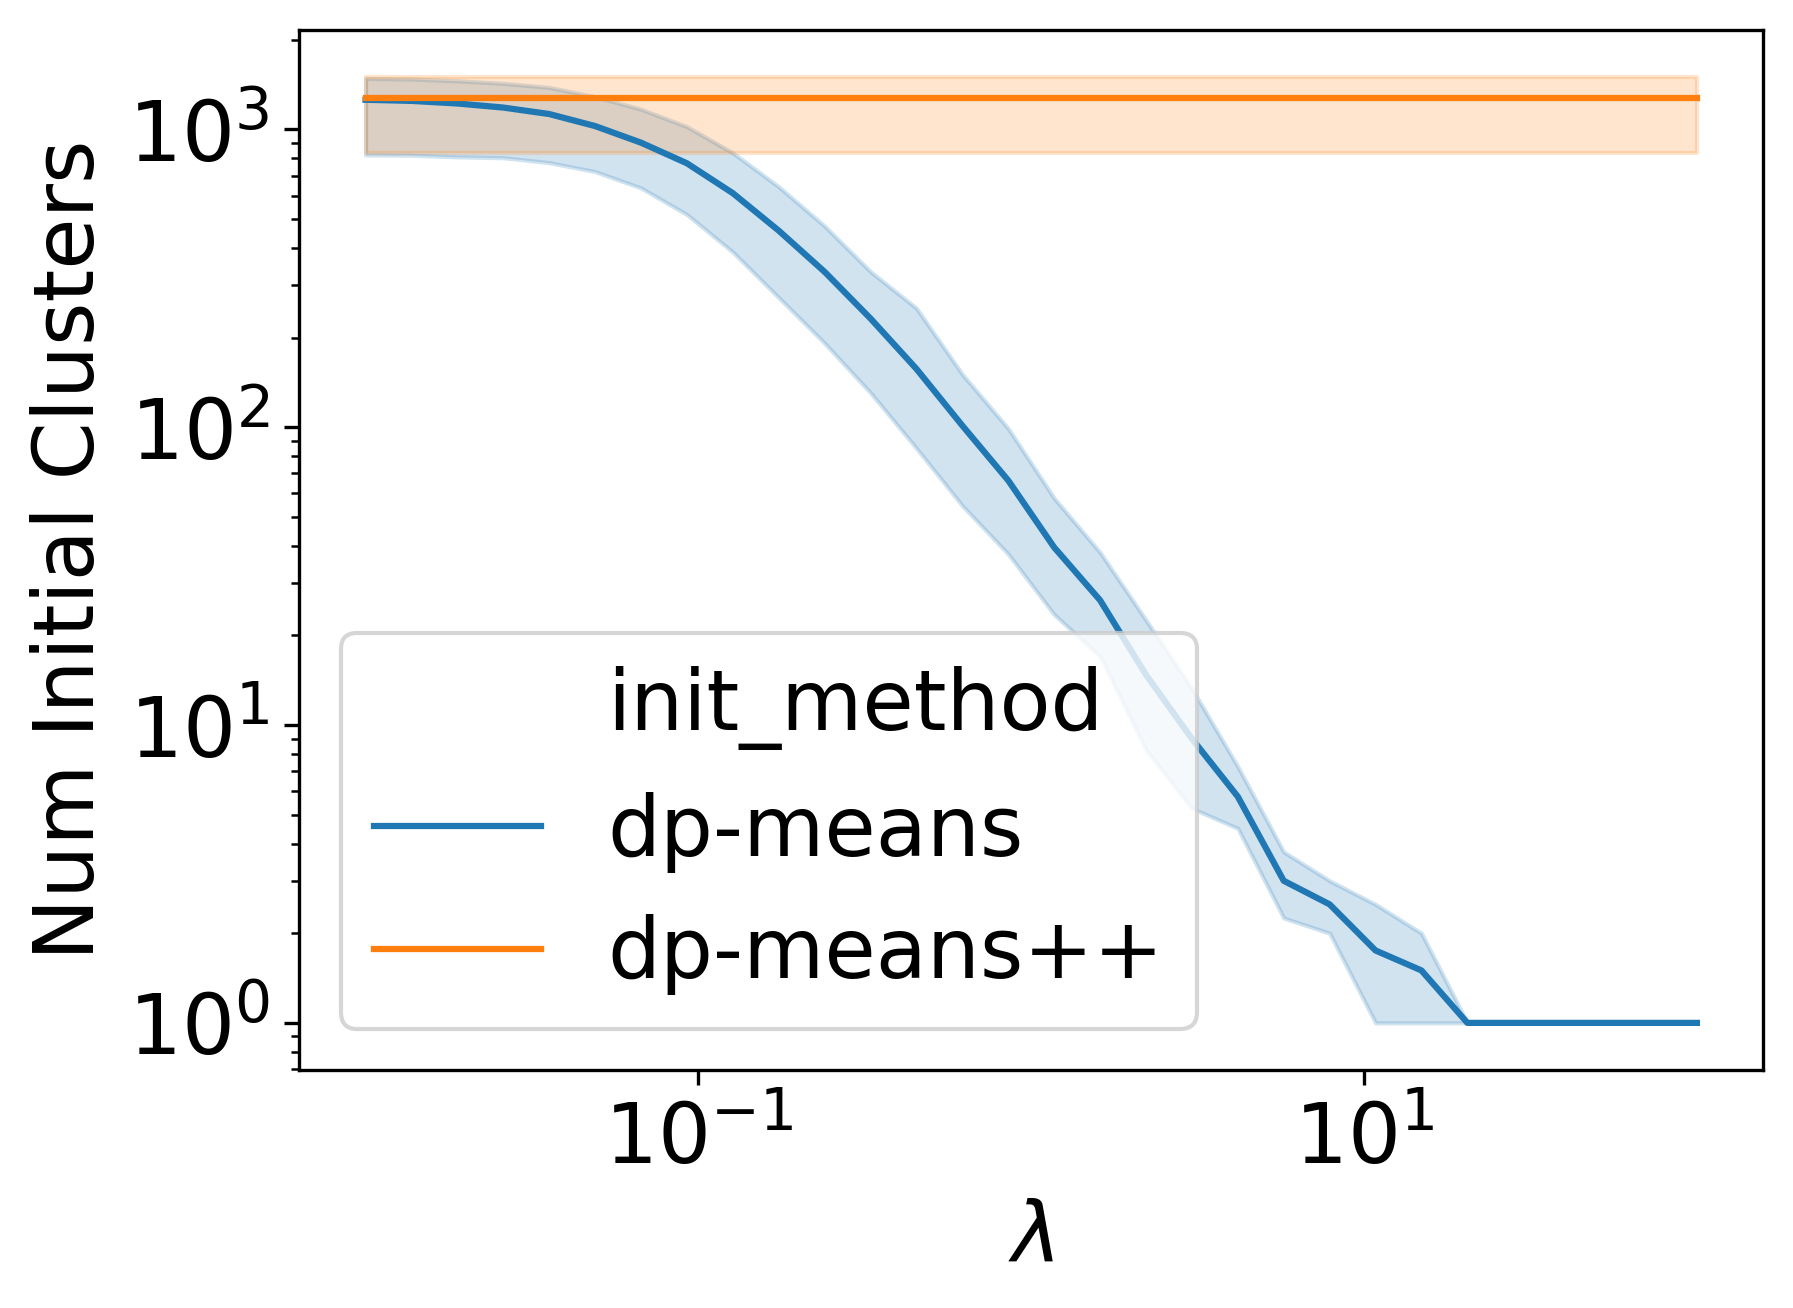 Num Initial Clusters
10³
10²
10¹
10⁰
init_method
dp-means
dp-means++
10⁻¹
10¹
λ